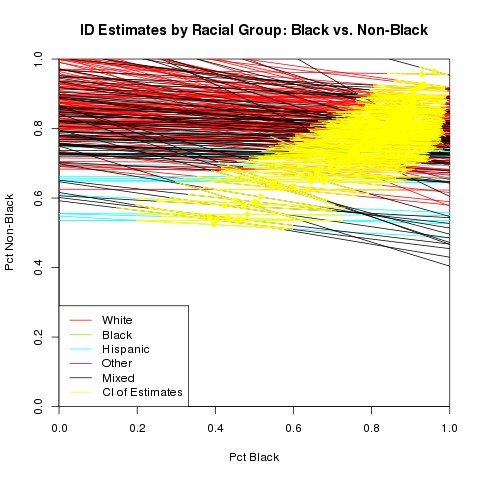 ID Estimates by Racial Group: Black vs. Non-Black
Pct Non-Black
1.0
0.8
0.6
0.4
0.2
0.0
White
Black
Hispanic
Other
Mixed
CI of Estimates
0.0 0.2 0.4 0.6 0.8 1.0
Pct Black